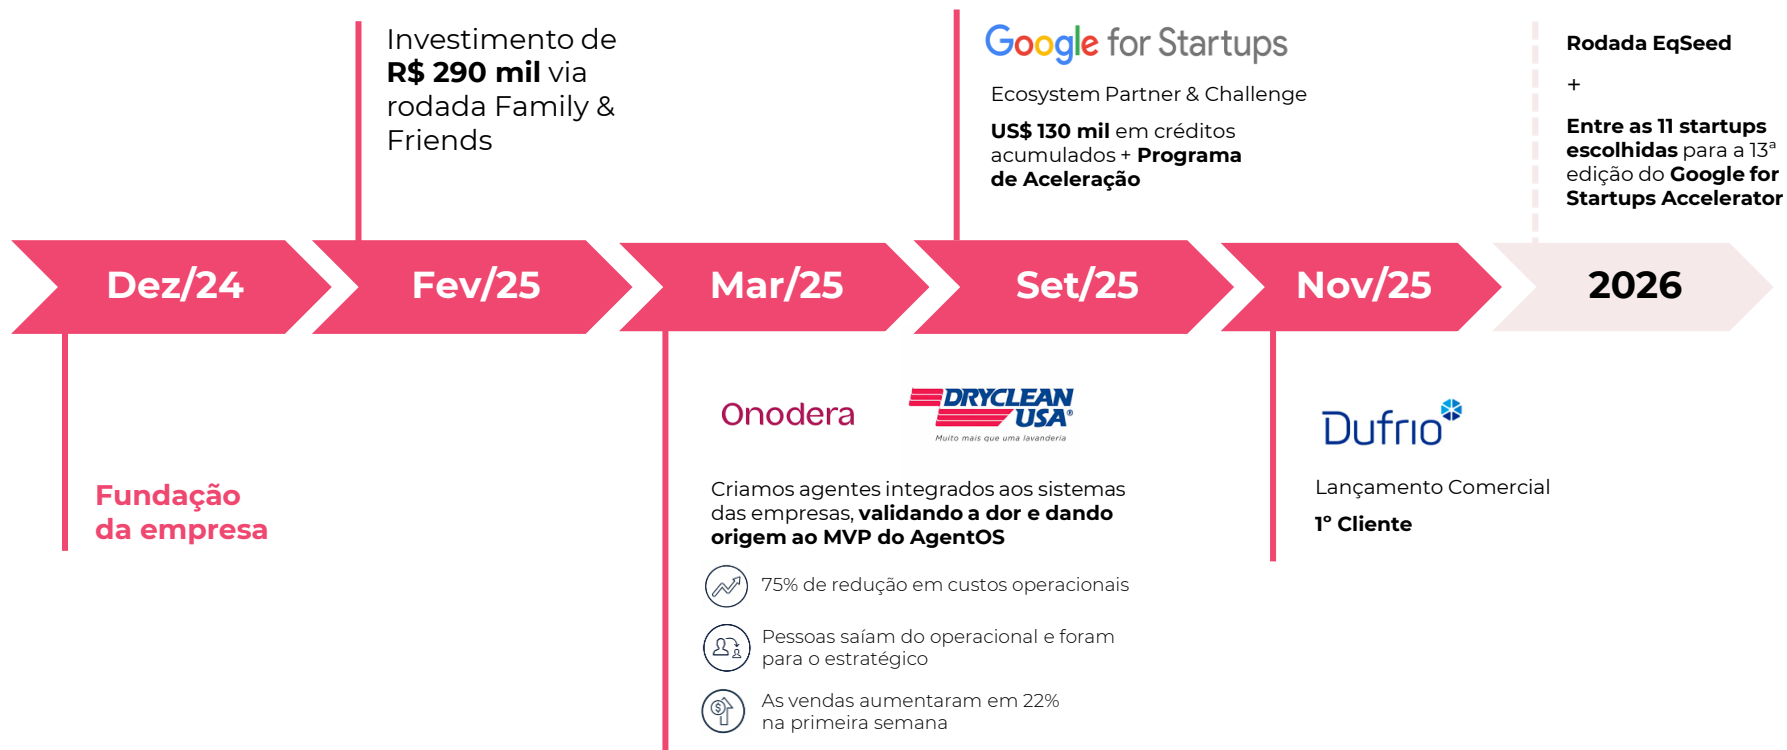 Investimento de
R$ 290 mil via
rodada Family &
Friends
Google for Startups
Ecosystem Partner & Challenge
US$ 130 mil em créditos
acumulados + Programa
de Aceleração
Rodada EqSeed
+
Entre as 11 startups
escolhidas para a 13ª
edição do Google for
Startups Accelerator
Dez/24
Fev/25
Mar/25
Set/25
Nov/25
2026
Fundação
da empresa
Onodera
DRYCLEAN
USA®
Muito mais que uma lavanderia
Criamos agentes integrados aos sistemas
das empresas, validando a dor e dando
origem ao MVP do AgentOS
75% de redução em custos operacionais
Pessoas saíam do operacional e foram
para o estratégico
As vendas aumentaram em 22%
na primeira semana
Dufrio
Lançamento Comercial
1º Cliente